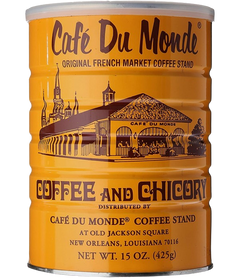 Café Du Monde®
ORIGINAL FRENCH MARKET COFFEE STAND
CAFE DU MONDE
COFFEE AND CHICORY
DISTRIBUTED BY
CAFÉ DU MONDE® COFFEE STAND
AT OLD JACKSON SQUARE
NEW ORLEANS, LOUISIANA 70116
NET WT. 15 OZ. (425g)